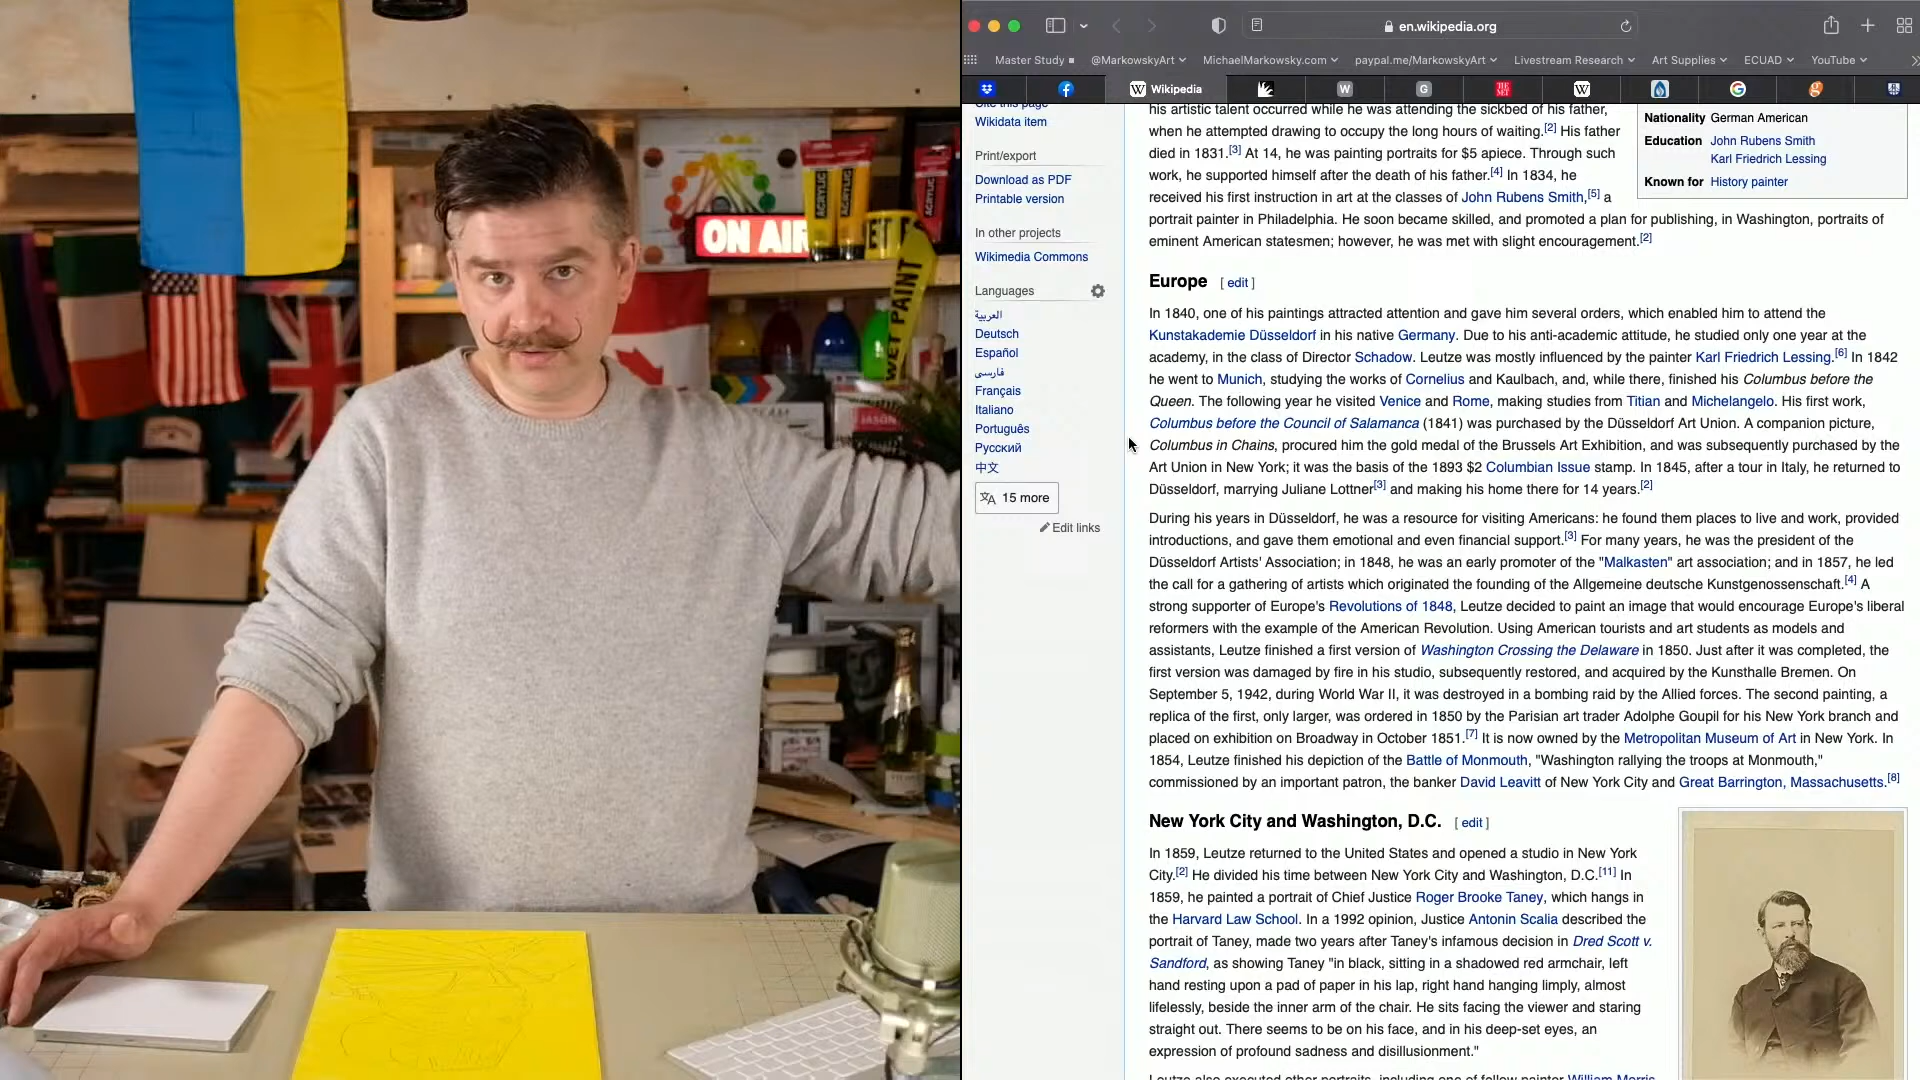 ON AIR
WET PAINT
JASON
ACRYLIC
ACRYLIC
en.wikipedia.org
Master Study
@MarkowskyArt
MichaelMarkowsky.com
paypal.me/MarkowskyArt
Livestream Research
Art Supplies
ECUAD
YouTube
Wikipedia
Cite this page
Wikidata item
Print/export
Download as PDF
Printable version
In other projects
Wikimedia Commons
Languages
العربية
Deutsch
Español
فارسی
Français
Italiano
Português
Русский
中文
15 more
Edit links
his artistic talent occurred while he was attending the sickbed of his father,
when he attempted drawing to occupy the long hours of waiting.[2] His father
died in 1831.[3] At 14, he was painting portraits for $5 apiece. Through such
work, he supported himself after the death of his father.[4] In 1834, he
received his first instruction in art at the classes of John Rubens Smith,[5] a
portrait painter in Philadelphia. He soon became skilled, and promoted a plan for publishing, in Washington, portraits of
eminent American statesmen; however, he was met with slight encouragement.[2]
Nationality German American
Education John Rubens Smith
Karl Friedrich Lessing
Known for History painter
Europe [ edit ]
In 1840, one of his paintings attracted attention and gave him several orders, which enabled him to attend the
Kunstakademie Düsseldorf in his native Germany. Due to his anti-academic attitude, he studied only one year at the
academy, in the class of Director Schadow. Leutze was mostly influenced by the painter Karl Friedrich Lessing.[6] In 1842
he went to Munich, studying the works of Cornelius and Kaulbach, and, while there, finished his Columbus before the
Queen. The following year he visited Venice and Rome, making studies from Titian and Michelangelo. His first work,
Columbus before the Council of Salamanca (1841) was purchased by the Düsseldorf Art Union. A companion picture,
Columbus in Chains, procured him the gold medal of the Brussels Art Exhibition, and was subsequently purchased by the
Art Union in New York; it was the basis of the 1893 $2 Columbian Issue stamp. In 1845, after a tour in Italy, he returned to
Düsseldorf, marrying Juliane Lottner[3] and making his home there for 14 years.[2]
During his years in Düsseldorf, he was a resource for visiting Americans: he found them places to live and work, provided
introductions, and gave them emotional and even financial support.[3] For many years, he was the president of the
Düsseldorf Artists' Association; in 1848, he was an early promoter of the "Malkasten" art association; and in 1857, he led
the call for a gathering of artists which originated the founding of the Allgemeine deutsche Kunstgenossenschaft.[4] A
strong supporter of Europe's Revolutions of 1848, Leutze decided to paint an image that would encourage Europe's liberal
reformers with the example of the American Revolution. Using American tourists and art students as models and
assistants, Leutze finished a first version of Washington Crossing the Delaware in 1850. Just after it was completed, the
first version was damaged by fire in his studio, subsequently restored, and acquired by the Kunsthalle Bremen. On
September 5, 1942, during World War II, it was destroyed in a bombing raid by the Allied forces. The second painting, a
replica of the first, only larger, was ordered in 1850 by the Parisian art trader Adolphe Goupil for his New York branch and
placed on exhibition on Broadway in October 1851.[7] It is now owned by the Metropolitan Museum of Art in New York. In
1854, Leutze finished his depiction of the Battle of Monmouth, "Washington rallying the troops at Monmouth,"
commissioned by an important patron, the banker David Leavitt of New York City and Great Barrington, Massachusetts.[8]
New York City and Washington, D.C. [ edit ]
In 1859, Leutze returned to the United States and opened a studio in New York
City.[2] He divided his time between New York City and Washington, D.C.[11] In
1859, he painted a portrait of Chief Justice Roger Brooke Taney, which hangs in
the Harvard Law School. In a 1992 opinion, Justice Antonin Scalia described the
portrait of Taney, made two years after Taney's infamous decision in Dred Scott v.
Sandford, as showing Taney "in black, sitting in a shadowed red armchair, left
hand resting upon a pad of paper in his lap, right hand hanging limply, almost
lifelessly, beside the inner arm of the chair. He sits facing the viewer and staring
straight out. There seems to be on his face, and in his deep-set eyes, an
expression of profound sadness and disillusionment."
Leutze also executed other portraits, including one of fellow painter William Morris